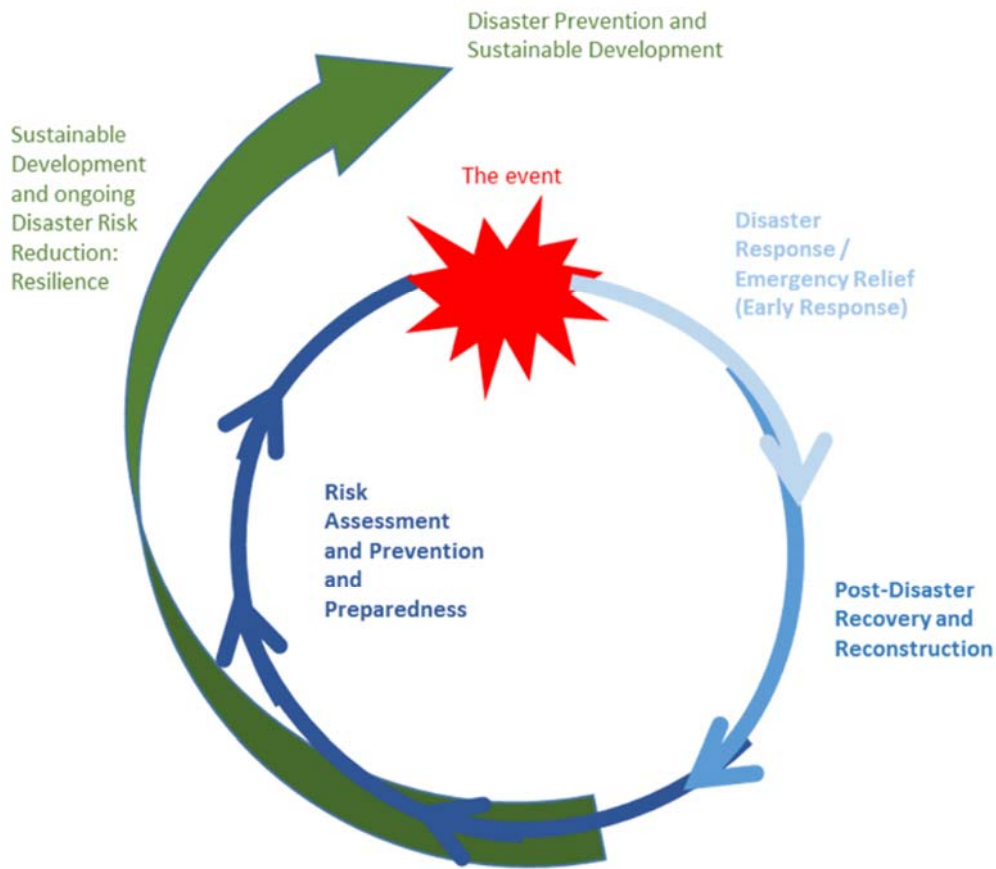 Disaster Prevention and
Sustainable Development
Sustainable
Development
and ongoing
Disaster Risk
Reduction:
Resilience
The event
Disaster
Response /
Emergency Relief
(Early Response)
Risk
Assessment
and Prevention
and
Preparedness
Post-Disaster
Recovery and
Reconstruction